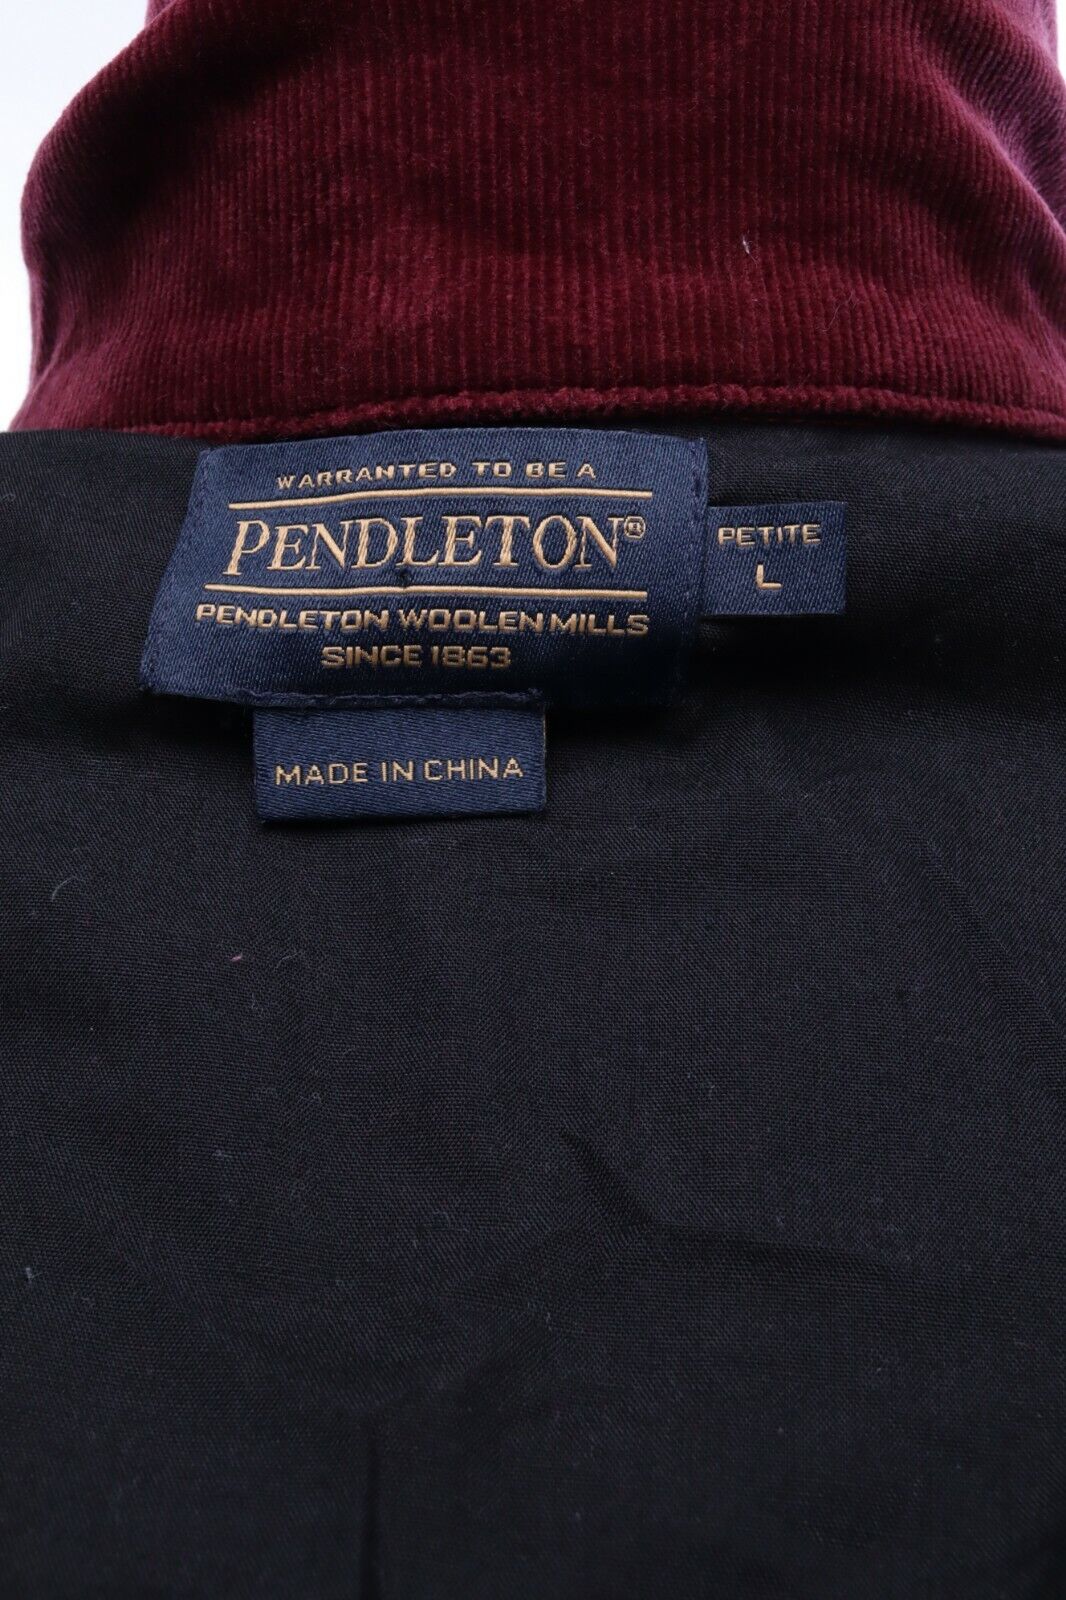 WARRANTED TO BE A
PENDLETON®
PENDLETON WOOLEN MILLS
SINCE 1863
PETITE
L
MADE IN CHINA